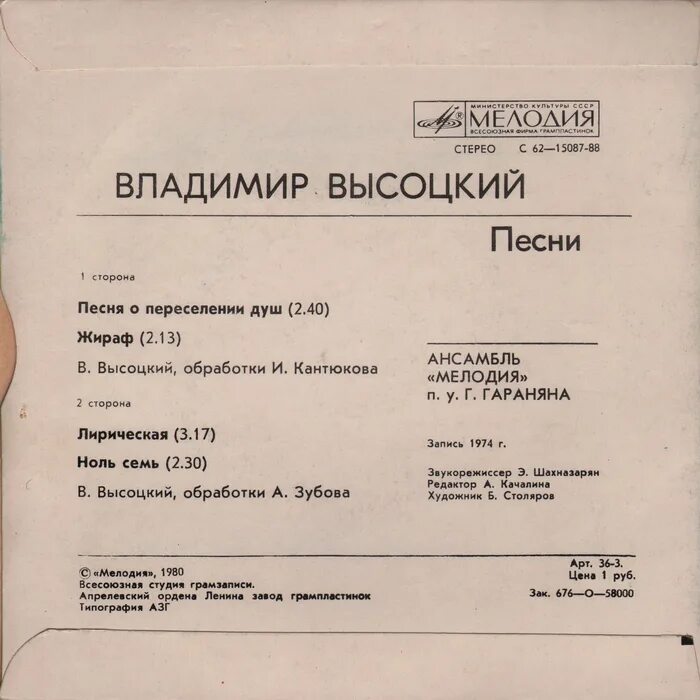 МИНИСТЕРСТВО КУЛЬТУРЫ СССР
МЕЛОДИЯ
ВСЕСОЮЗНАЯ ФИРМА ГРАМПЛАСТИНОК
СТЕРЕО С 62—15087-88
ВЛАДИМИР ВЫСОЦКИЙ
Песни
1 сторона
Песня о переселении душ (2.40)
Жираф (2.13)
В. Высоцкий, обработки И. Кантюкова
2 сторона
Лирическая (3.17)
Ноль семь (2.30)
В. Высоцкий, обработки А. Зубова
АНСАМБЛЬ
«МЕЛОДИЯ»
п. у. Г. ГАРАНЯНА
Запись 1974 г.
Звукорежиссер Э. Шахназарян
Редактор А. Качалина
Художник Б. Столяров
© «Мелодия», 1980
Всесоюзная студия грамзаписи.
Апрелевский ордена Ленина завод грампластинок
Типография АЗГ
Арт. 36-3.
Цена 1 руб.
Зак. 676—О—58000